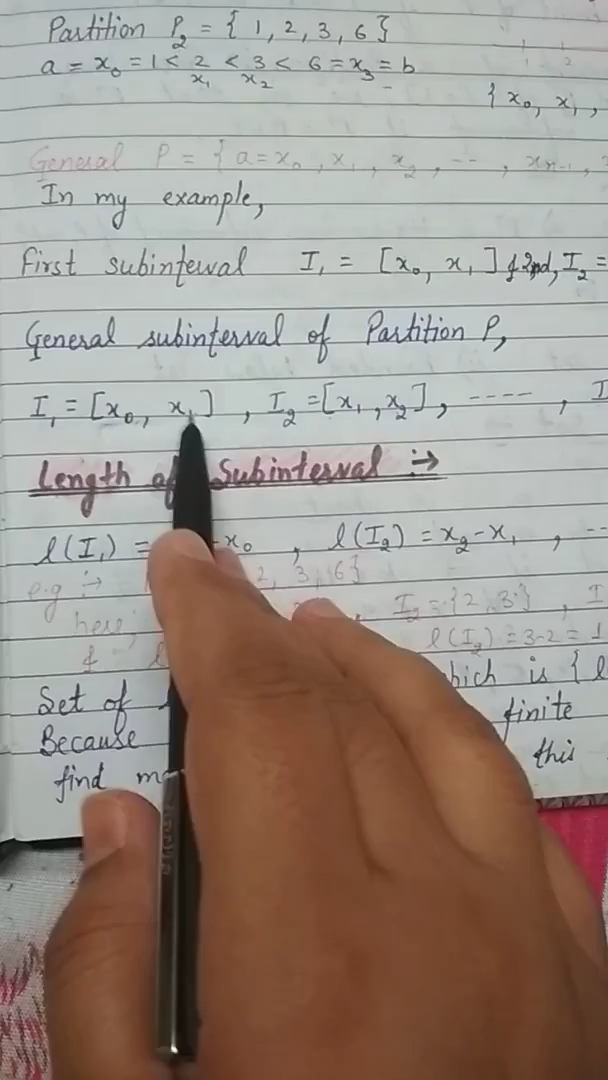 Partition P₂ = { 1, 2, 3, 6 }
a = x₀ = 1 < 2 < 3 < 6 = x₃ = b
x₁ x₂
{ x₀, x₁,
General P = { a = x₀, x₁, x₂, --, xₙ₋₁,
In my example,
First subinterval I₁ = [x₀, x₁] & 2nd, I₂ =
General subinterval of Partition P,
I₁ = [x₀, x₁], I₂ = [x₁, x₂], ----, I
Length of Subinterval :→
l(I₁) = -x₀, l(I₂) = x₂ - x₁, --
e.g :→ 2, 3, 6}
here, I₂ = {2, 3}, I
& l l(I₂) = 3-2 = 1
Set of which is { l
Because finite
find this